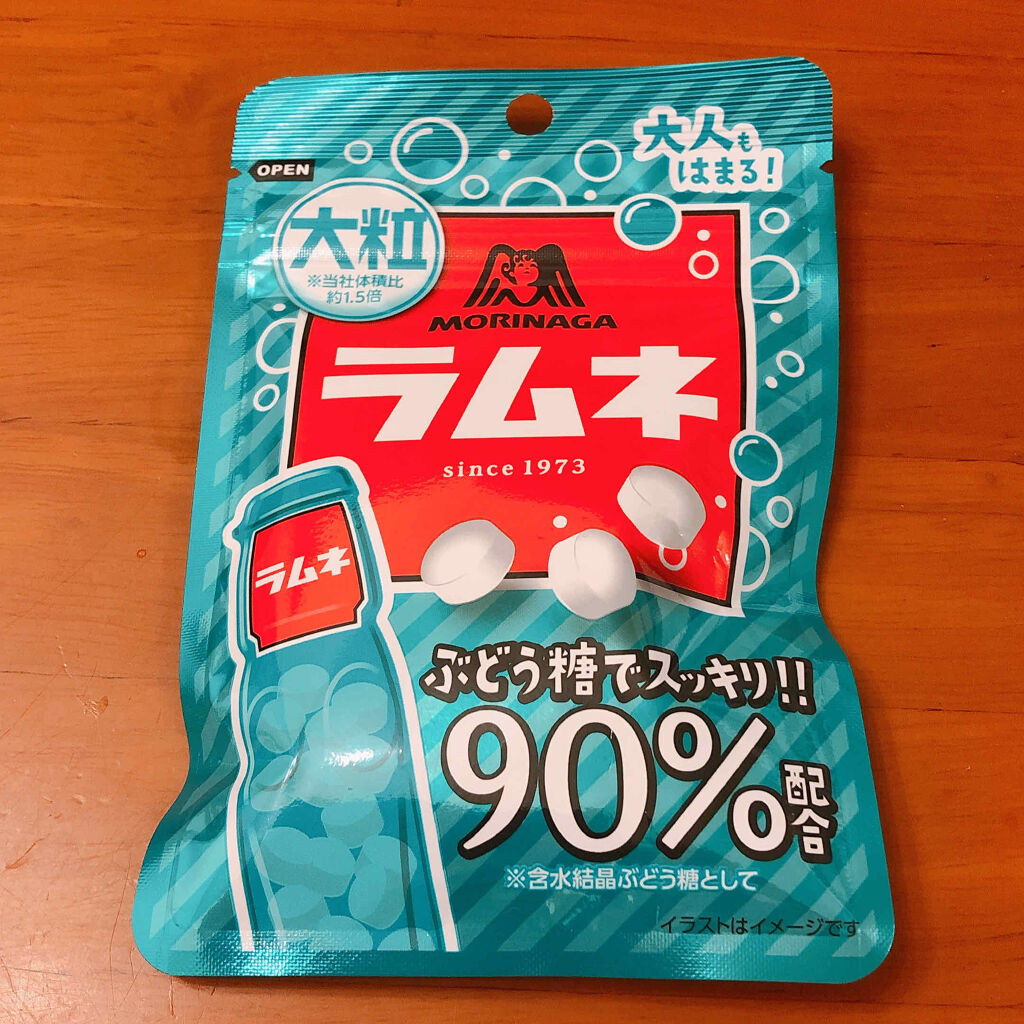 OPEN
大人も
はまる!
大粒
※当社体積比
約1.5倍
MORINAGA
ラムネ
since 1973
ラムネ
ぶどう糖でスッキリ!!
90%配合
※含水結晶ぶどう糖として
イラストはイメージです